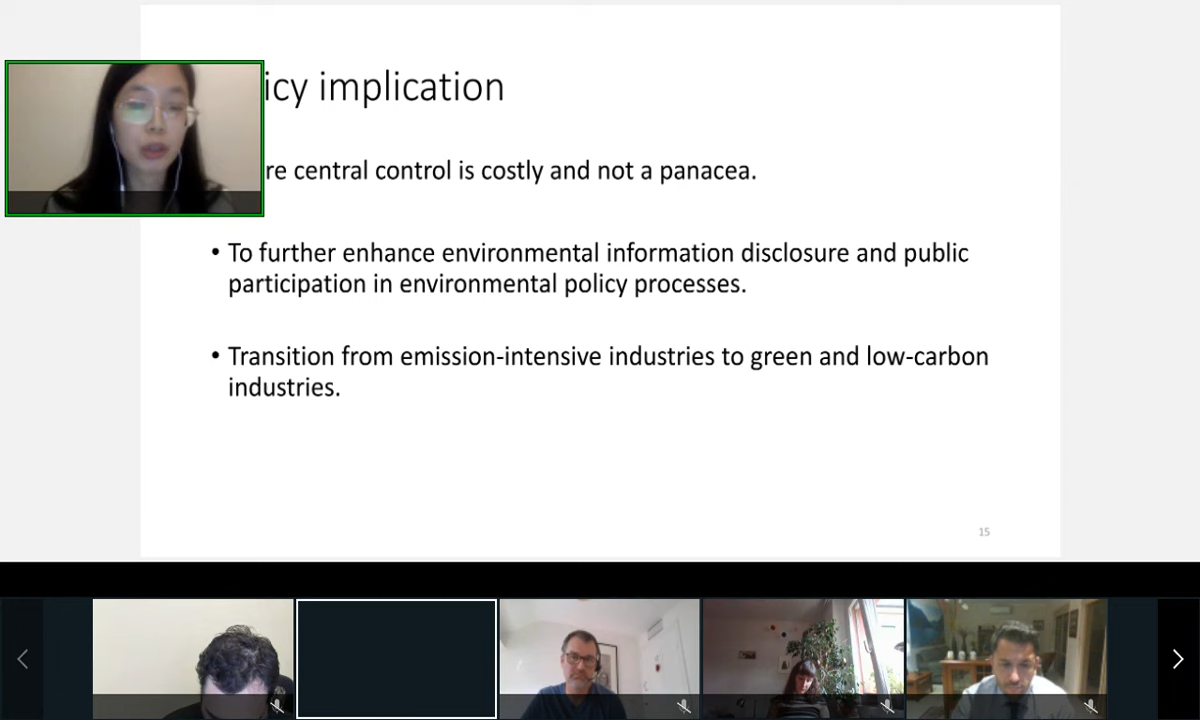 icy implication
re central control is costly and not a panacea.
• To further enhance environmental information disclosure and public
participation in environmental policy processes.
• Transition from emission-intensive industries to green and low-carbon
industries.
15